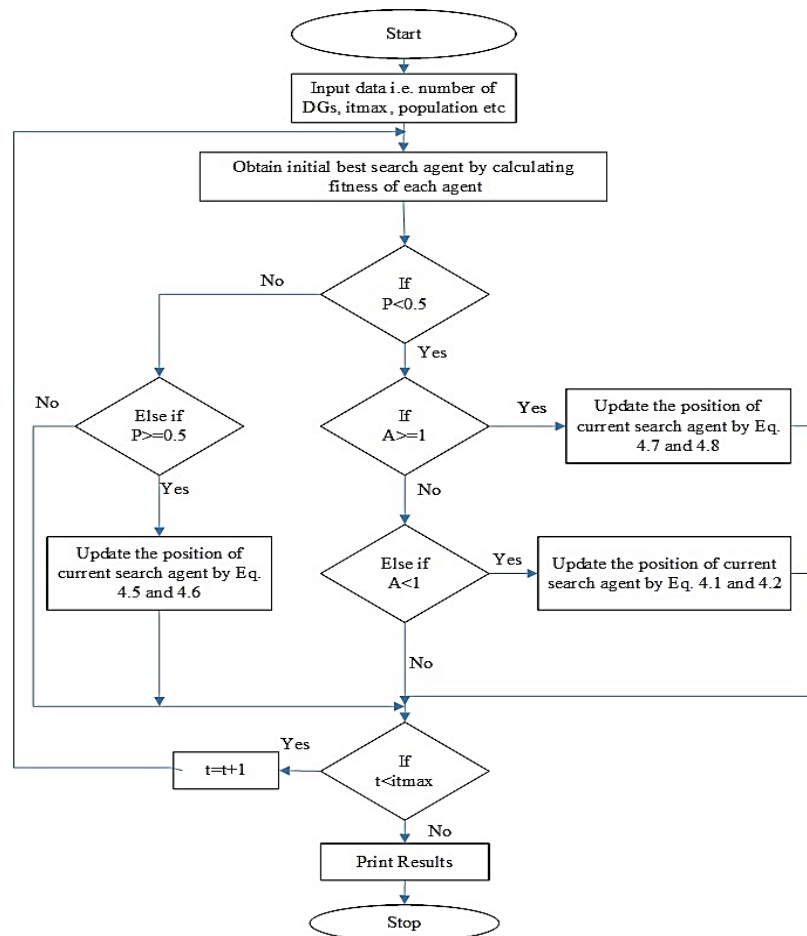 Start
Input data i.e. number of
DGs, itmax, population etc
Obtain initial best search agent by calculating
fitness of each agent
No
If
P<0.5
Yes
No
Else if
P>=0.5
If
A>=1
Yes
Update the position of
current search agent by Eq.
4.7 and 4.8
Yes
No
Update the position of
current search agent by Eq.
4.5 and 4.6
Else if
A<1
Yes
Update the position of current
search agent by Eq. 4.1 and 4.2
No
Yes
t=t+1
If
t<itmax
No
Print Results
Stop